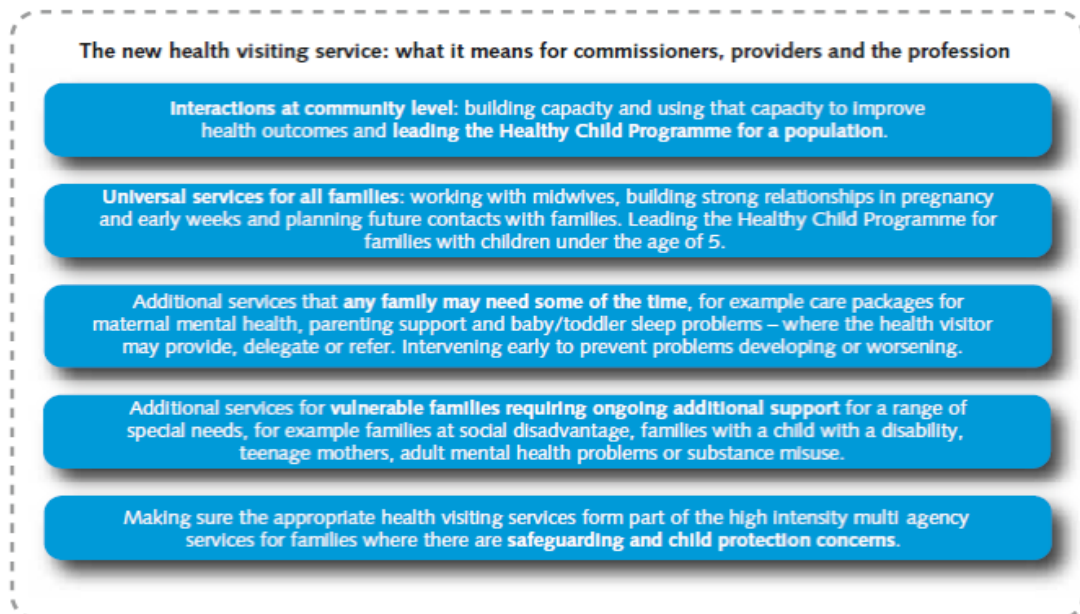 The new health visiting service: what it means for commissioners, providers and the profession
Interactions at community level: building capacity and using that capacity to improve
health outcomes and leading the Healthy Child Programme for a population.
Universal services for all families: working with midwives, building strong relationships in pregnancy
and early weeks and planning future contacts with families. Leading the Healthy Child Programme for
families with children under the age of 5.
Additional services that any family may need some of the time, for example care packages for
maternal mental health, parenting support and baby/toddler sleep problems – where the health visitor
may provide, delegate or refer. Intervening early to prevent problems developing or worsening.
Additional services for vulnerable families requiring ongoing additional support for a range of
special needs, for example families at social disadvantage, families with a child with a disability,
teenage mothers, adult mental health problems or substance misuse.
Making sure the appropriate health visiting services form part of the high intensity multi agency
services for families where there are safeguarding and child protection concerns.